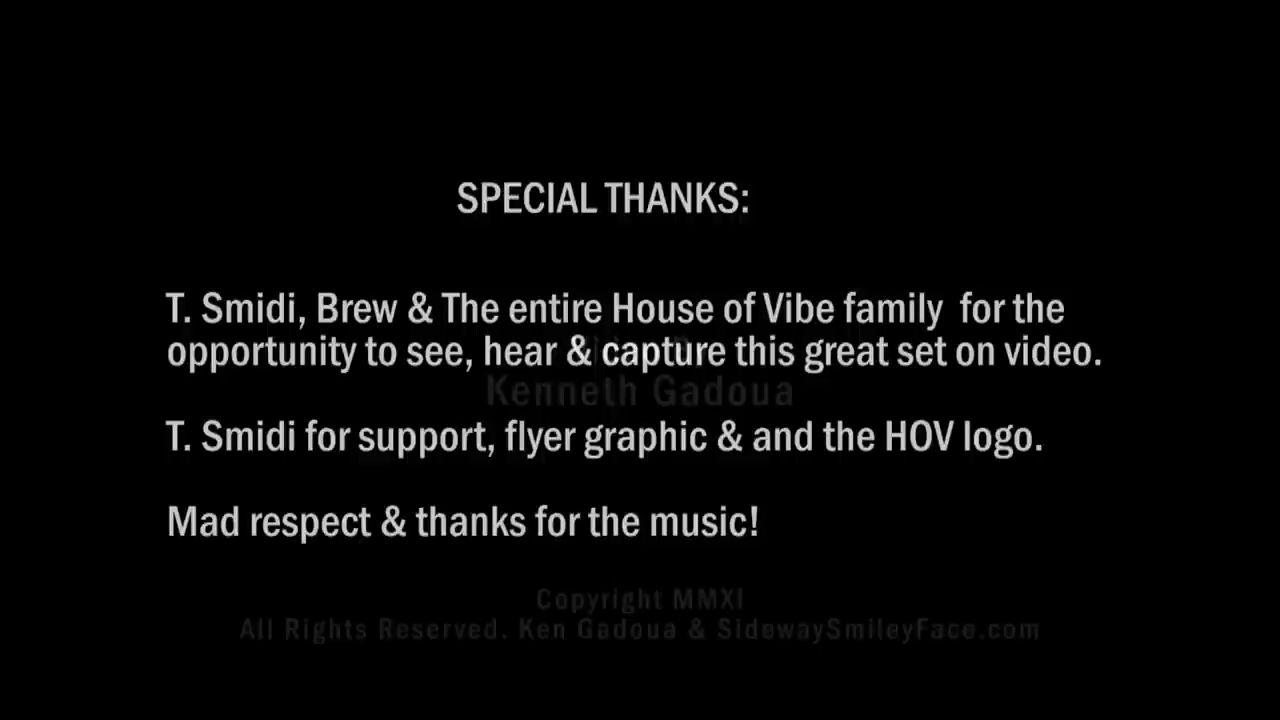 SPECIAL THANKS:
T. Smidi, Brew & The entire House of Vibe family for the
opportunity to see, hear & capture this great set on video.
Kenneth Gadoua
T. Smidi for support, flyer graphic & and the HOV logo.
Mad respect & thanks for the music!
Copyright MMXI
All Rights Reserved. Ken Gadoua & SidewaySmileyFace.com